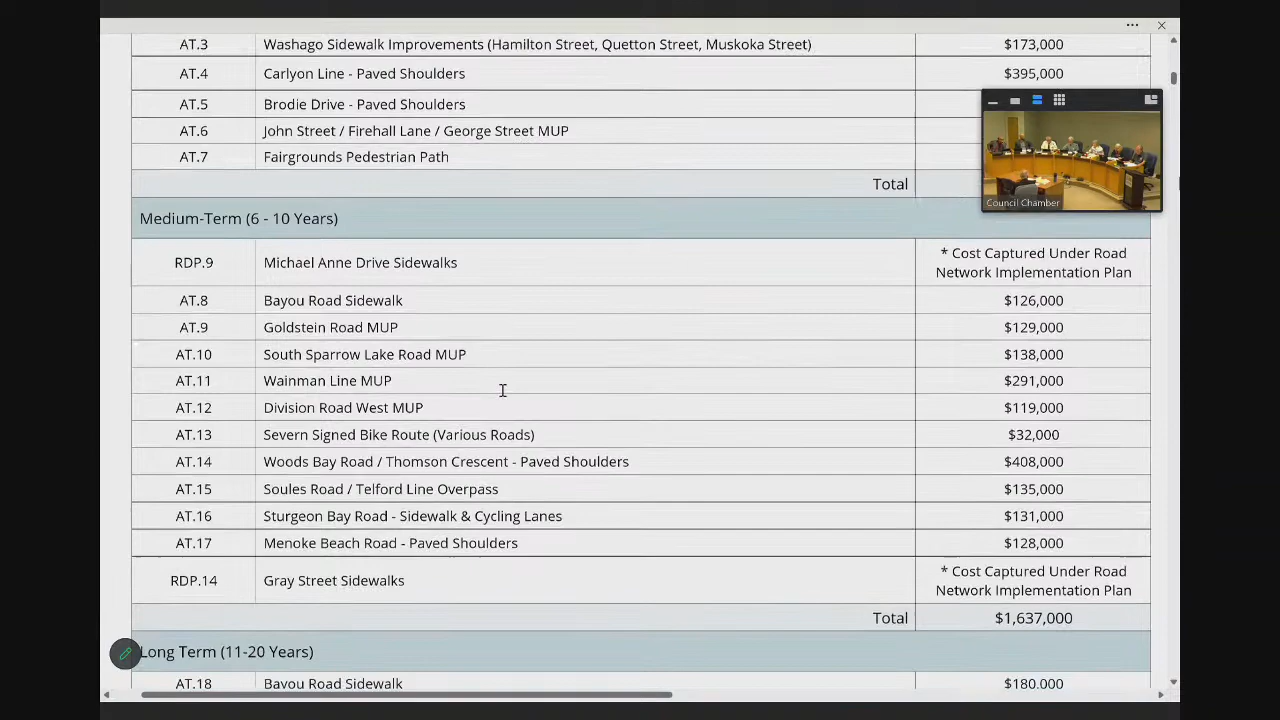 AT.3 Washago Sidewalk Improvements (Hamilton Street, Quetton Street, Muskoka Street) $173,000
AT.4 Carlyon Line - Paved Shoulders $395,000
AT.5 Brodie Drive - Paved Shoulders
AT.6 John Street / Firehall Lane / George Street MUP
AT.7 Fairgrounds Pedestrian Path
Total
Council Chamber
Medium-Term (6 - 10 Years)
RDP.9 Michael Anne Drive Sidewalks * Cost Captured Under Road
Network Implementation Plan
AT.8 Bayou Road Sidewalk $126,000
AT.9 Goldstein Road MUP $129,000
AT.10 South Sparrow Lake Road MUP $138,000
AT.11 Wainman Line MUP $291,000
AT.12 Division Road West MUP $119,000
AT.13 Severn Signed Bike Route (Various Roads) $32,000
AT.14 Woods Bay Road / Thomson Crescent - Paved Shoulders $408,000
AT.15 Soules Road / Telford Line Overpass $135,000
AT.16 Sturgeon Bay Road - Sidewalk & Cycling Lanes $131,000
AT.17 Menoke Beach Road - Paved Shoulders $128,000
RDP.14 Gray Street Sidewalks * Cost Captured Under Road
Network Implementation Plan
Total $1,637,000
Long Term (11-20 Years)
AT.18 Bayou Road Sidewalk $180,000